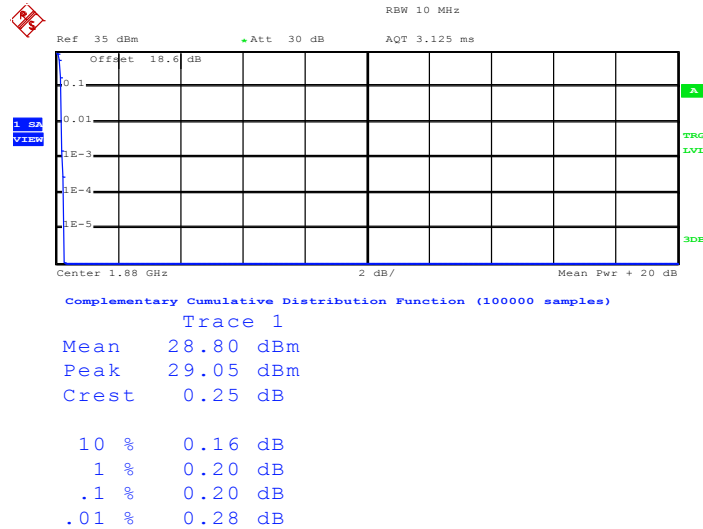 RBW 10 MHz
Ref 35 dBm * Att 30 dB AQT 3.125 ms
Offset 18.6 dB
0.1
A
0.01
1 SA
VIEW
TRG
LVL
1E-3
1E-4
1E-5
3DB
Center 1.88 GHz 2 dB/ Mean Pwr + 20 dB
Complementary Cumulative Distribution Function (100000 samples)
Trace 1
Mean 28.80 dBm
Peak 29.05 dBm
Crest 0.25 dB
10 % 0.16 dB
1 % 0.20 dB
.1 % 0.20 dB
.01 % 0.28 dB